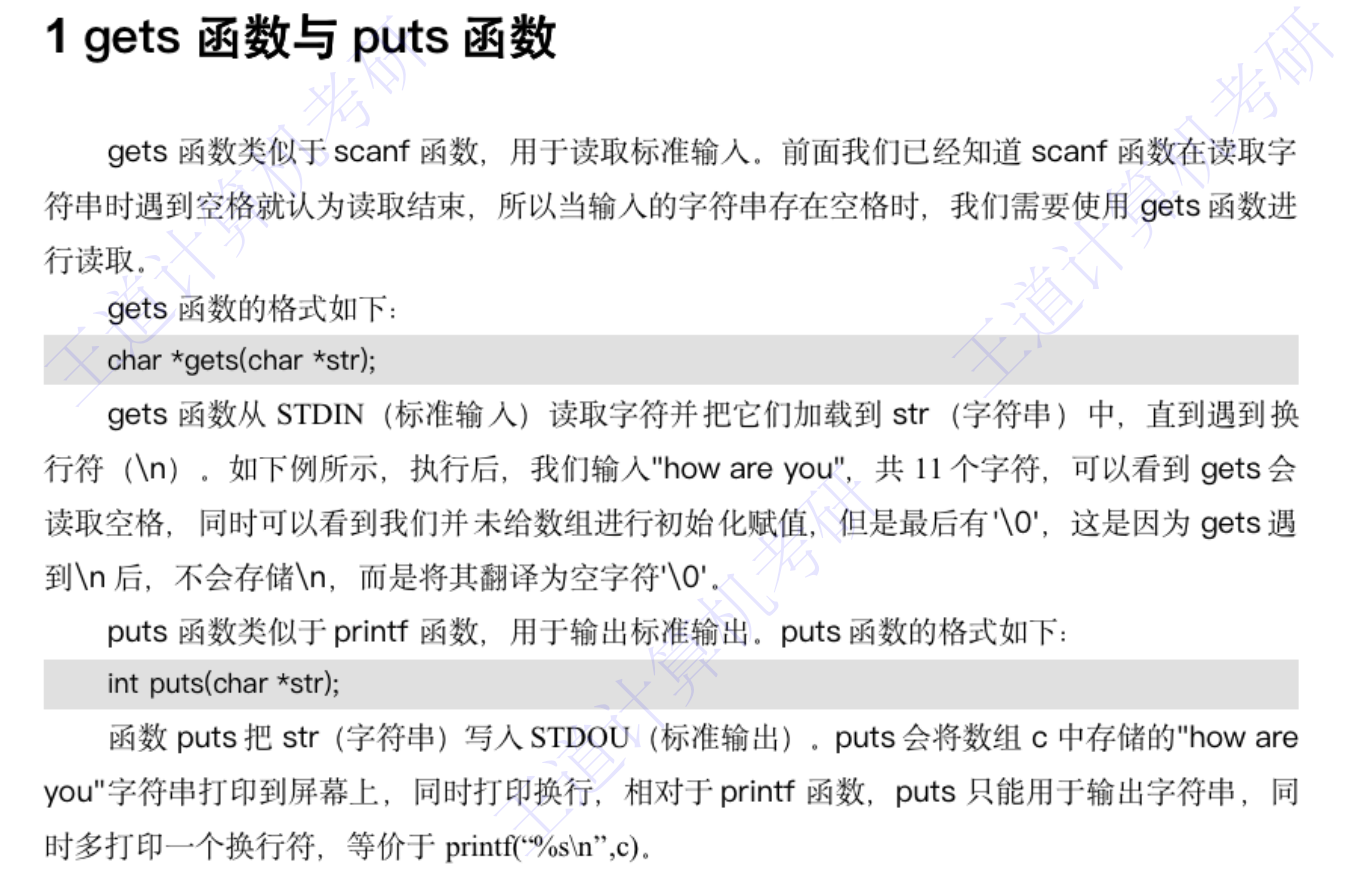 1 gets 函数与 puts 函数
gets 函数类似于 scanf 函数，用于读取标准输入。前面我们已经知道 scanf 函数在读取字
符串时遇到空格就认为读取结束，所以当输入的字符串存在空格时，我们需要使用 gets 函数进
行读取。
gets 函数的格式如下：
char *gets(char *str);
gets 函数从 STDIN（标准输入）读取字符并把它们加载到 str（字符串）中，直到遇到换
行符（\n）。如下例所示，执行后，我们输入"how are you"，共 11 个字符，可以看到 gets 会
读取空格，同时可以看到我们并未给数组进行初始化赋值，但是最后有'\0'，这是因为 gets 遇
到\n 后，不会存储\n，而是将其翻译为空字符'\0'。
puts 函数类似于 printf 函数，用于输出标准输出。puts 函数的格式如下：
int puts(char *str);
函数 puts 把 str（字符串）写入 STDOU（标准输出）。puts 会将数组 c 中存储的"how are
you"字符串打印到屏幕上，同时打印换行，相对于 printf 函数，puts 只能用于输出字符串，同
时多打印一个换行符，等价于 printf(“%s\n”,c)。
王道计算机考研
王道计算机考研
王道计算机考研